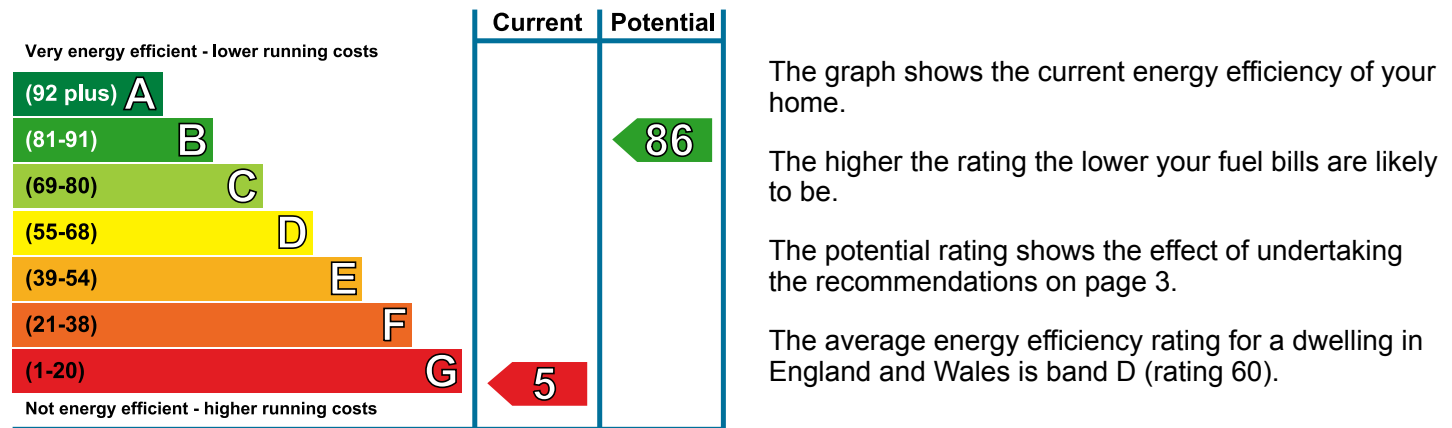 Current Potential
Very energy efficient - lower running costs
(92 plus) A
(81-91) B
86
(69-80) C
(55-68) D
(39-54) E
(21-38) F
(1-20) G
5
Not energy efficient - higher running costs
The graph shows the current energy efficiency of your
home.
The higher the rating the lower your fuel bills are likely
to be.
The potential rating shows the effect of undertaking
the recommendations on page 3.
The average energy efficiency rating for a dwelling in
England and Wales is band D (rating 60).